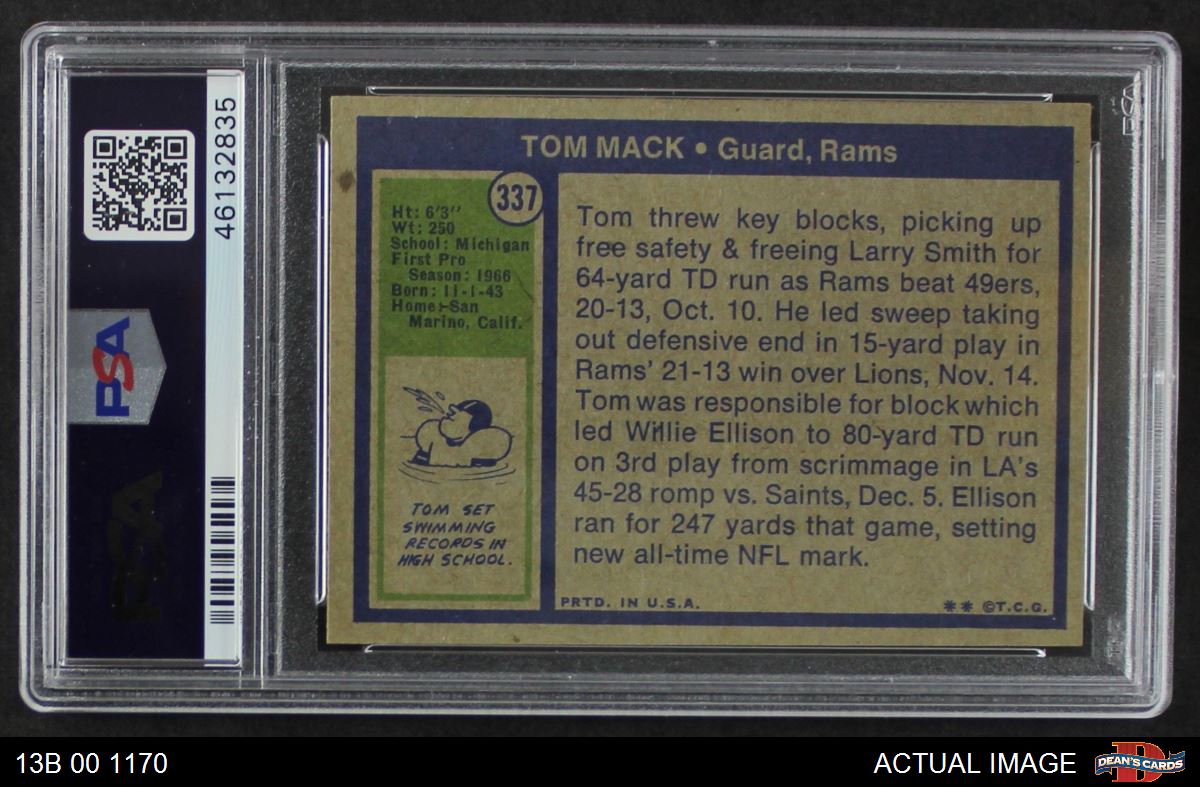 46132835
PSA
PSA
TOM MACK • Guard, Rams
337
Ht: 6'3"
Wt: 250
School: Michigan
First Pro
Season: 1966
Born: 11-1-43
Home:-San
Marino, Calif.
TOM SET
SWIMMING
RECORDS IN
HIGH SCHOOL.
Tom threw key blocks, picking up
free safety & freeing Larry Smith for
64-yard TD run as Rams beat 49ers,
20-13, Oct. 10. He led sweep taking
out defensive end in 15-yard play in
Rams' 21-13 win over Lions, Nov. 14.
Tom was responsible for block which
led Willie Ellison to 80-yard TD run
on 3rd play from scrimmage in LA's
45-28 romp vs. Saints, Dec. 5. Ellison
ran for 247 yards that game, setting
new all-time NFL mark.
PRTD. IN U.S.A.
** ©T.C.G.
PSA
13B 00 1170
ACTUAL IMAGE
D
DEAN'S CARDS